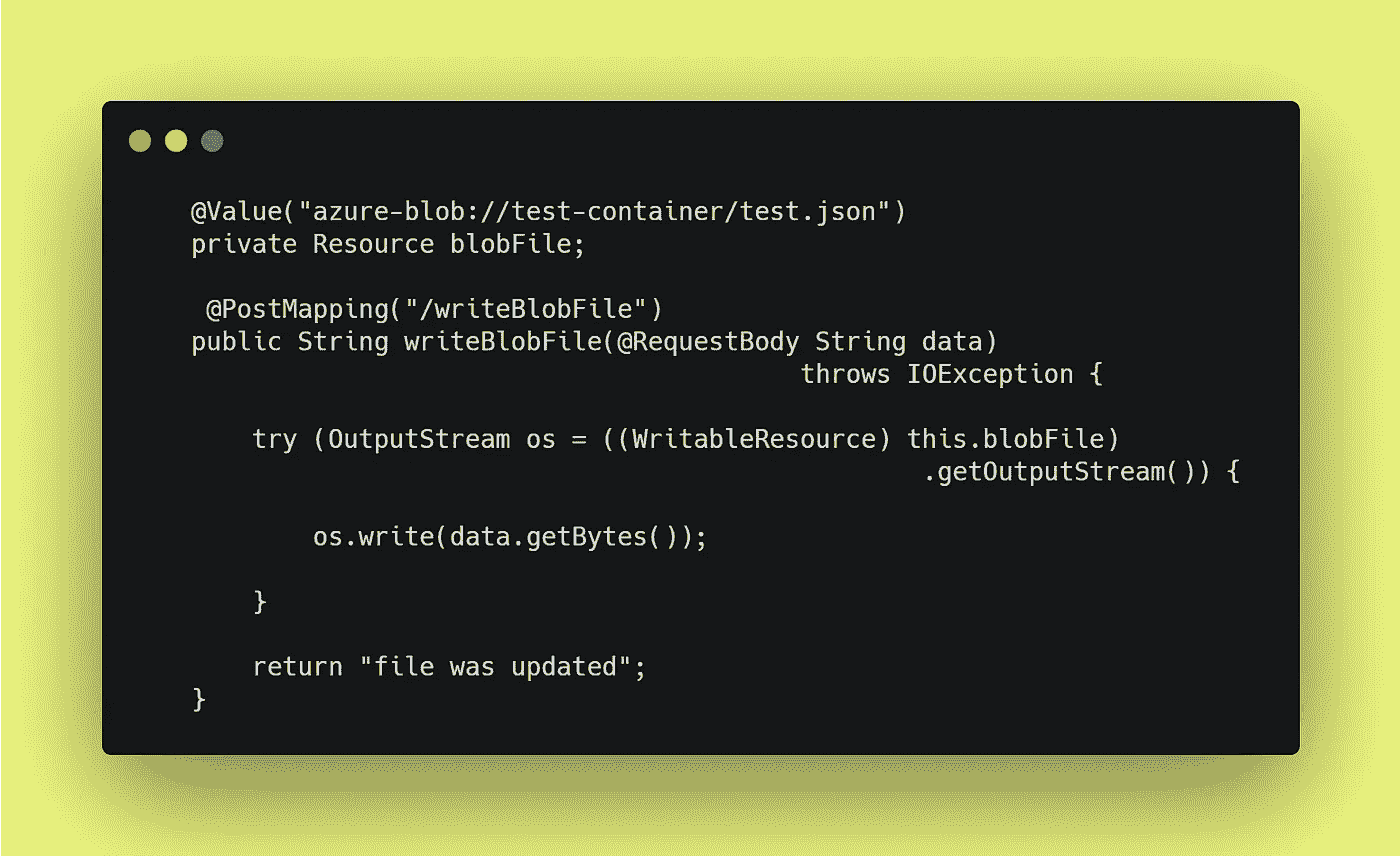 @Value("azure-blob://test-container/test.json")
private Resource blobFile;
@PostMapping("/writeBlobFile")
public String writeBlobFile(@RequestBody String data)
throws IOException {
try (OutputStream os = ((WritableResource) this.blobFile)
.getOutputStream()) {
os.write(data.getBytes());
}
return "file was updated";
}